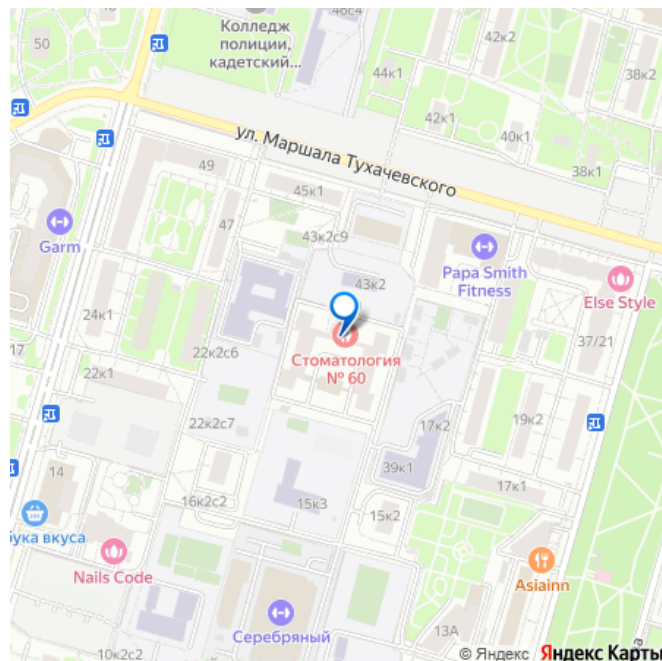 46с4
Колледж
полиции,
кадетский...
50
42к2
38к2
44к1
42к1
40к1
38к1
ул. Маршала Тухачевского
49
45к1
47
43к2с9
Garm
Papa Smith
Fitness
43к2
Else Style
24к1
37/21
17
22к2с6
Стоматология
№ 60
22к1
22к2с7
17к2
19к2
39к1
14
17к1
16к2с2
15к3
15к2
бука вкуса
Nails Code
Asiainn
Серебряный
13А
10к2с2
© Яндекс Яндекс Карты